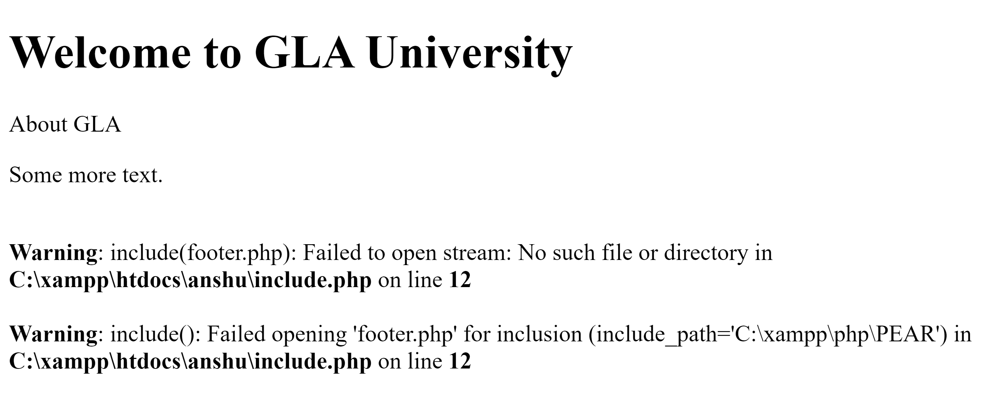 Welcome to GLA University
About GLA
Some more text.
Warning: include(footer.php): Failed to open stream: No such file or directory in
C:\xampp\htdocs\anshu\include.php on line 12
Warning: include(): Failed opening 'footer.php' for inclusion (include_path='C:\xampp\php\PEAR') in
C:\xampp\htdocs\anshu\include.php on line 12